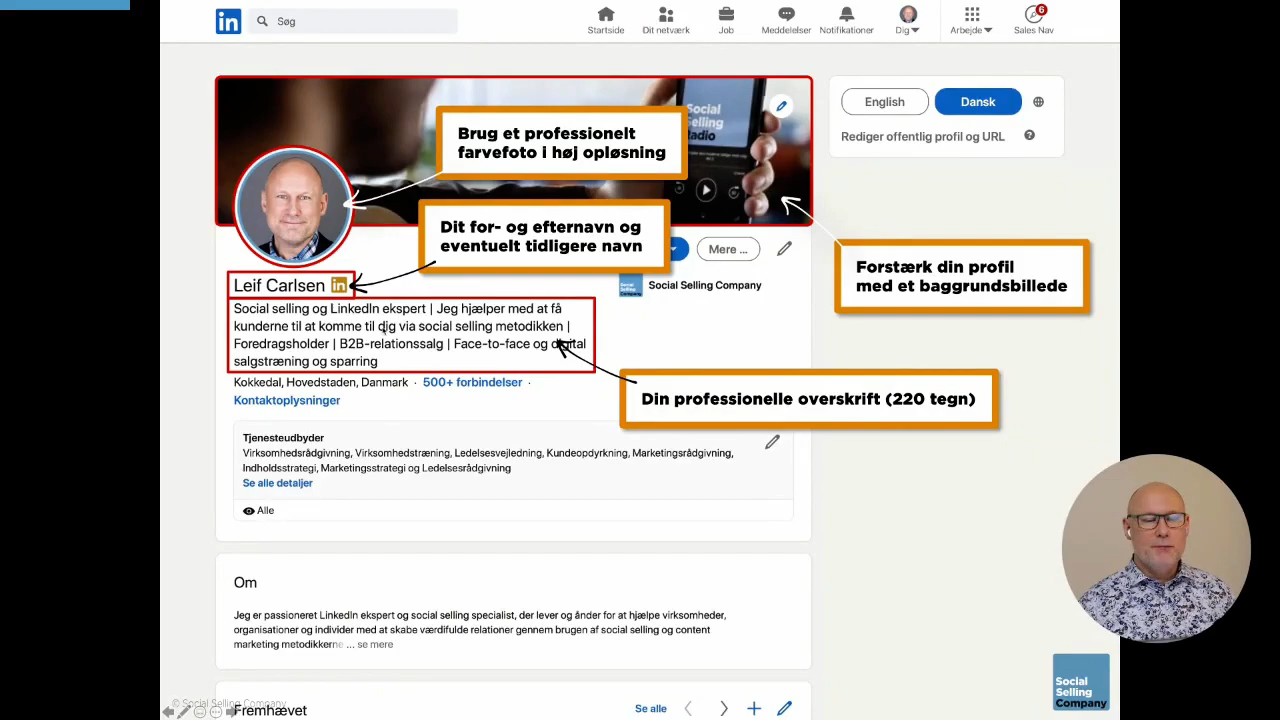 in
Søg
Startside
Dit netværk
Job
Meddelelser
Notifikationer
Dig
Arbejde
6
Sales Nav
Social
Selling
Brug et professionelt
farvefoto i høj opløsning
English
Dansk
Rediger offentlig profil og URL
Dit for- og efternavn og
eventuelt tidligere navn
Mere ...
Forstærk din profil
med et baggrundsbillede
Leif Carlsen in
Social Selling Company
Social selling og LinkedIn ekspert | Jeg hjælper med at få
kunderne til at komme til dig via social selling metodikken |
Foredragsholder | B2B-relationssalg | Face-to-face og digital
salgstræning og sparring
Din professionelle overskrift (220 tegn)
Kokkedal, Hovedstaden, Danmark · 500+ forbindelser ·
Kontaktoplysninger
Tjenesteudbyder
Virksomhedsrådgivning, Virksomhedstræning, Ledelsesvejledning, Kundeopdyrkning, Marketingsrådgivning,
Indholdsstrategi, Marketingsstrategi og Ledelsesrådgivning
Se alle detaljer
Alle
Om
Jeg er passioneret LinkedIn ekspert og social selling specialist, der lever og ånder for at hjælpe virksomheder,
organisationer og individer med at skabe værdifulde relationer gennem brugen af social selling og content
marketing metodikkerne ... se mere
Social
Selling
Company
© Social Selling Company
Fremhævet
Se alle